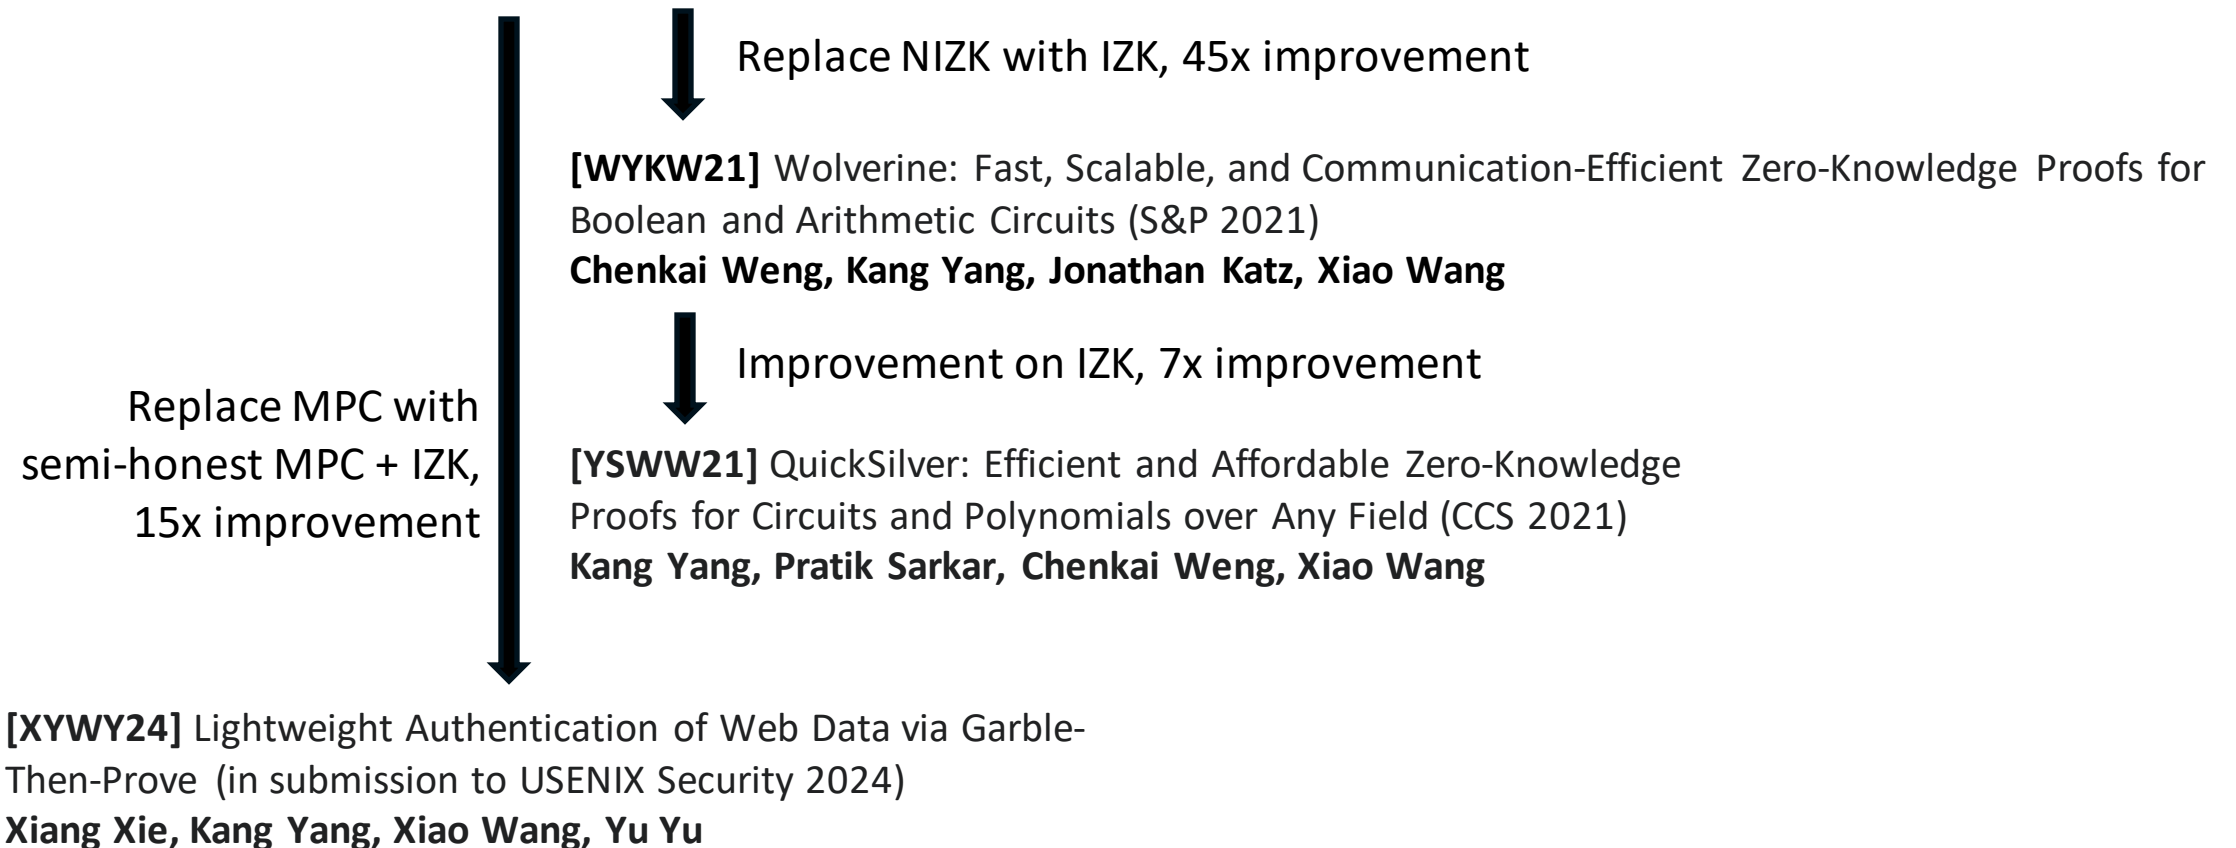 Replace NIZK with IZK, 45x improvement
[WYKW21] Wolverine: Fast, Scalable, and Communication-Efficient Zero-Knowledge Proofs for
Boolean and Arithmetic Circuits (S&P 2021)
Chenkai Weng, Kang Yang, Jonathan Katz, Xiao Wang
Improvement on IZK, 7x improvement
Replace MPC with
semi-honest MPC + IZK,
15x improvement
[YSWW21] QuickSilver: Efficient and Affordable Zero-Knowledge
Proofs for Circuits and Polynomials over Any Field (CCS 2021)
Kang Yang, Pratik Sarkar, Chenkai Weng, Xiao Wang
[XYWY24] Lightweight Authentication of Web Data via Garble-
Then-Prove (in submission to USENIX Security 2024)
Xiang Xie, Kang Yang, Xiao Wang, Yu Yu